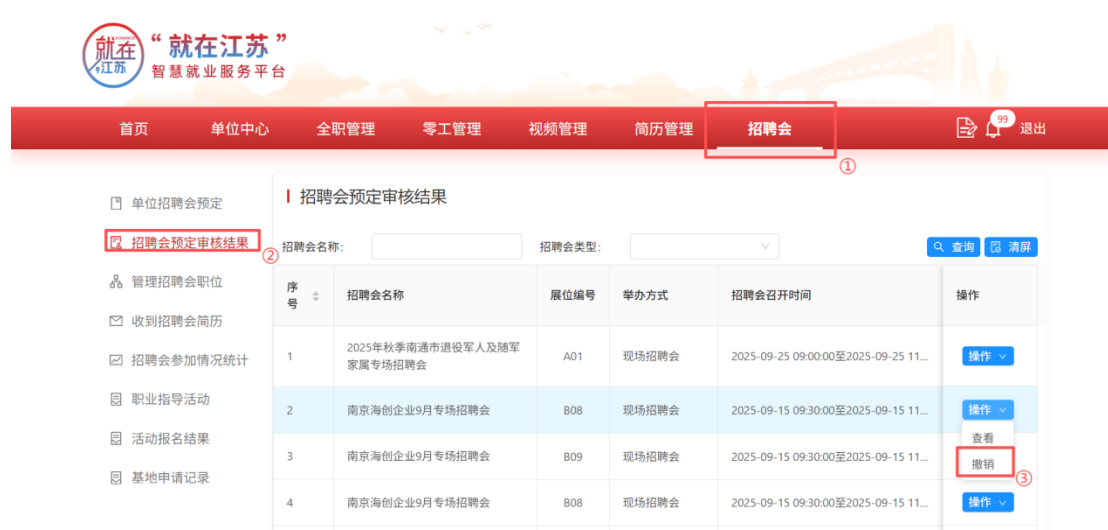 就在
江苏
“就在江苏”
智慧就业服务平台
首页 单位中心 全职管理 零工管理 视频管理 简历管理 招聘会 99 退出
①
单位招聘会预定
招聘会预定审核结果
②
管理招聘会职位
收到招聘会简历
招聘会参加情况统计
职业指导活动
活动报名结果
基地申请记录
招聘会预定审核结果
招聘会名称: 招聘会类型: 查询 清屏
序号 招聘会名称 展位编号 举办方式 招聘会召开时间 操作
1 2025年秋季南通市退役军人及随军 A01 现场招聘会 2025-09-25 09:00:00至2025-09-25 11... 操作
家属专场招聘会
2 南京海创企业9月专场招聘会 B08 现场招聘会 2025-09-15 09:30:00至2025-09-15 11... 操作
查看
撤销
③
3 南京海创企业9月专场招聘会 B09 现场招聘会 2025-09-15 09:30:00至2025-09-15 11...
4 南京海创企业9月专场招聘会 B08 现场招聘会 2025-09-15 09:30:00至2025-09-15 11... 操作